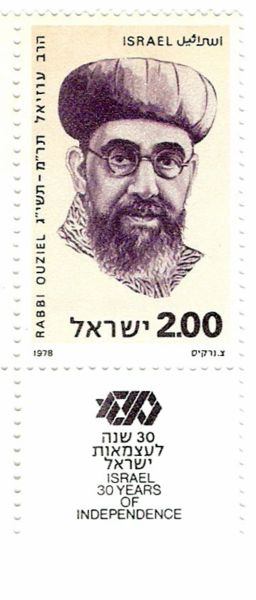 ISRAEL اسرائيل
הרב עוזיאל תר״מ – תשי״ג
RABBI OUZIEL
ישראל 2.00
1978
צ. נרקיס
30 שנה
לעצמאות
ישראל
ISRAEL
30 YEARS
OF
INDEPENDENCE